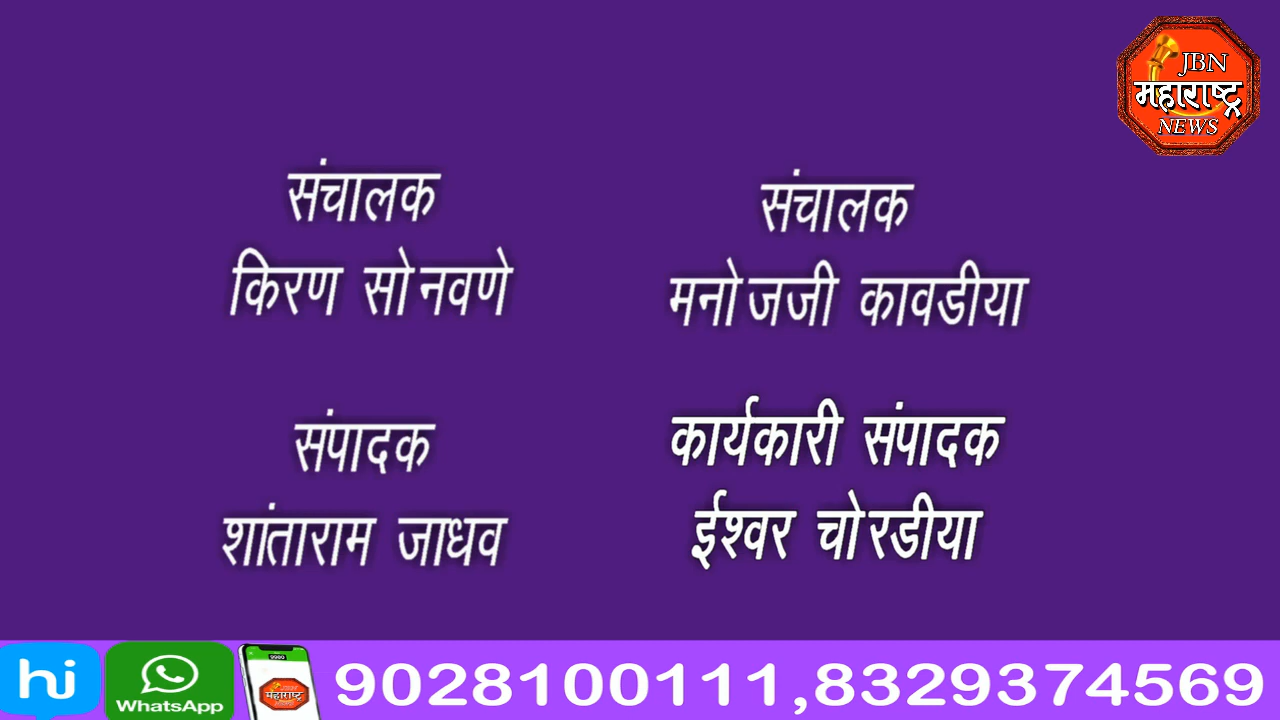 JBN
महाराष्ट्र
NEWS
संचालक
किरण सोनवणे
संचालक
मनोजजी कावडीया
संपादक
शांताराम जाधव
कार्यकारी संपादक
ईश्वर चोरडीया
hi
WhatsApp
महाराष्ट्र
9028100111,8329374569